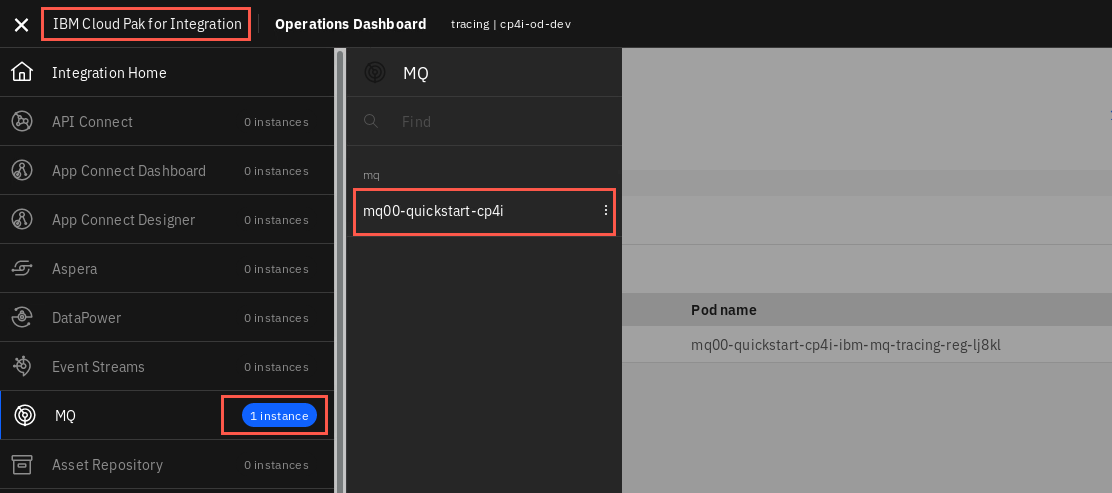 IBM Cloud Pak for Integration
Operations Dashboard
tracing | cp4i-od-dev
Integration Home
API Connect 0 instances
App Connect Dashboard 0 instances
App Connect Designer 0 instances
Aspera 0 instances
DataPower 0 instances
Event Streams 0 instances
MQ 1 instance
Asset Repository 0 instances
MQ
Find
mq
mq00-quickstart-cp4i
Pod name
mq00-quickstart-cp4i-ibm-mq-tracing-reg-lj8kl